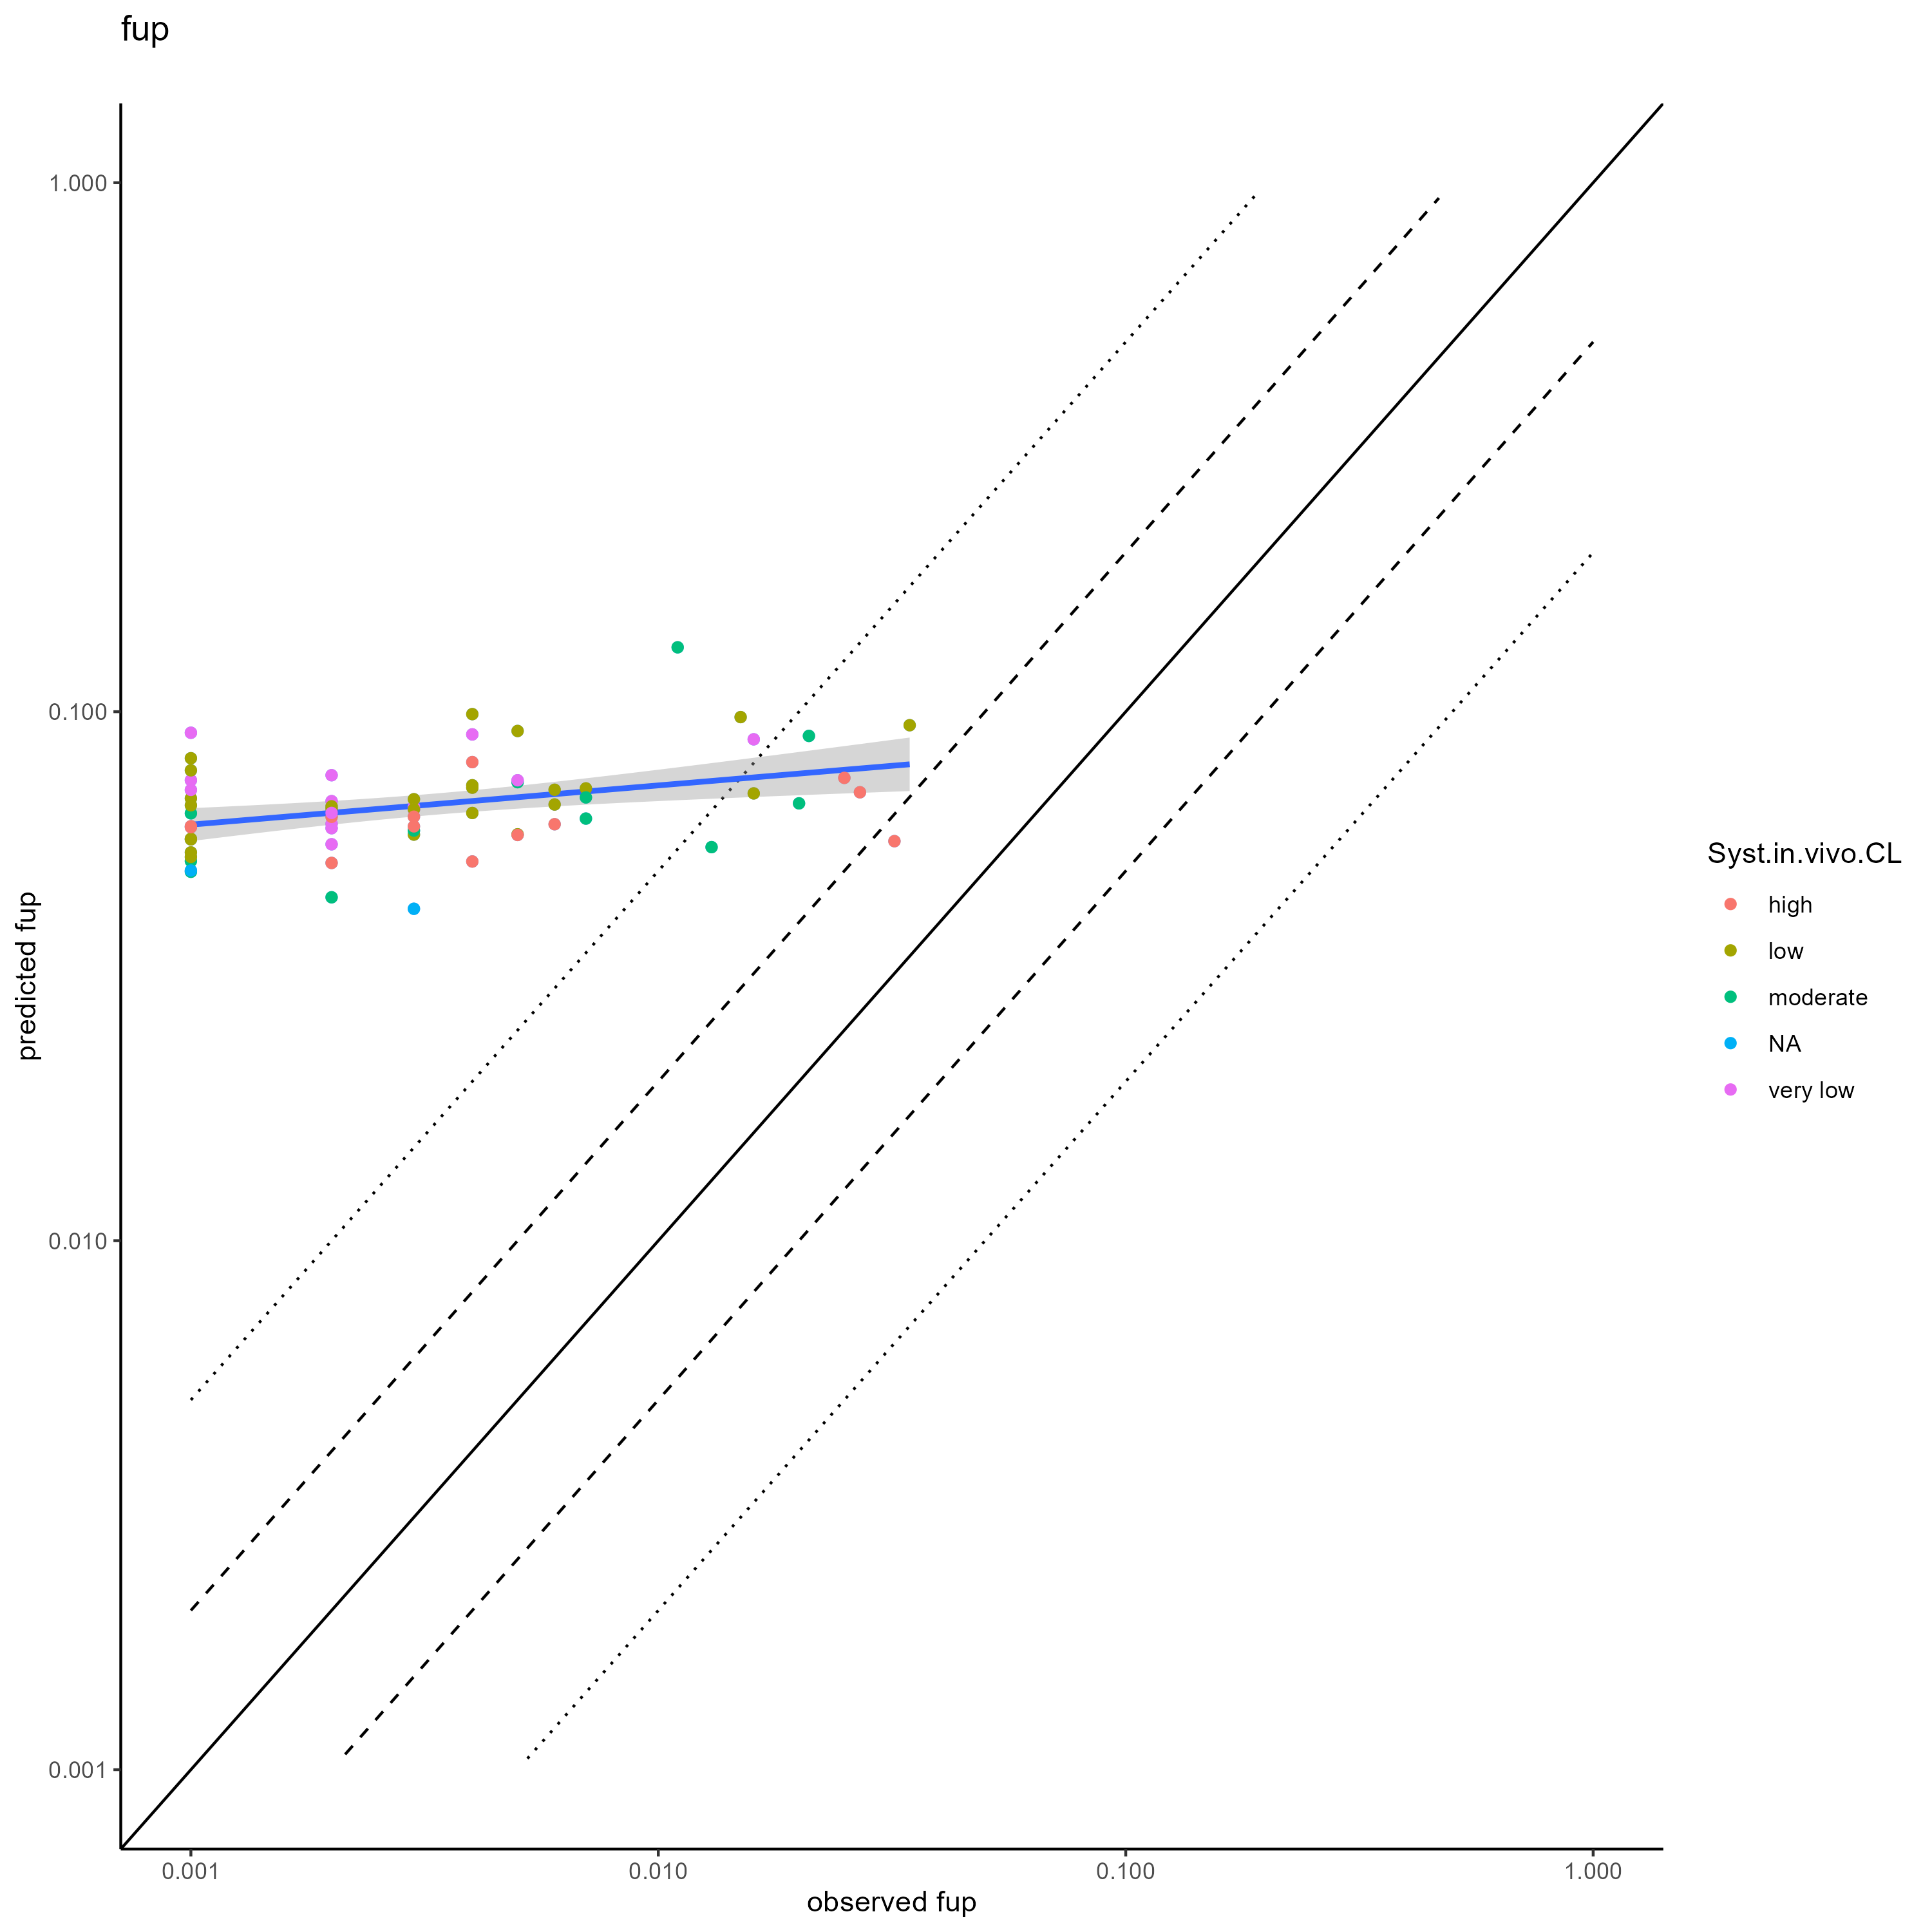 fup
1.000
0.100
0.010
0.001
predicted fup
0.001 0.010 0.100 1.000
observed fup
Syst.in.vivo.CL
high
low
moderate
NA
very low